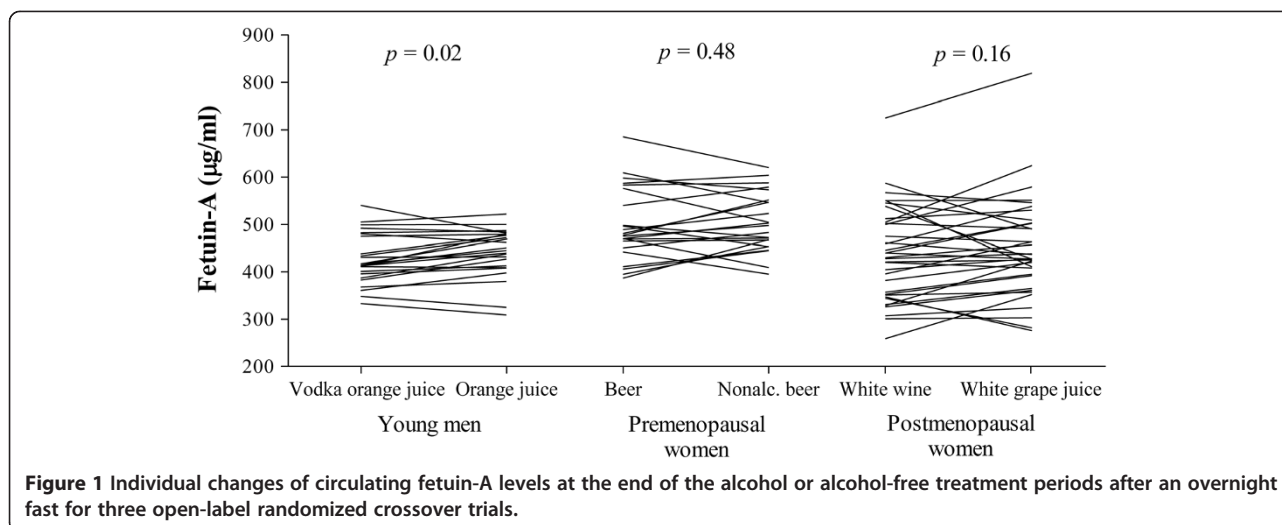 900
800
700
600
500
400
300
200
Fetuin-A (µg/ml)
p = 0.02
p = 0.48
p = 0.16
Vodka orange juice Orange juice Beer Nonalc. beer White wine White grape juice
Young men Premenopausal women Postmenopausal women
Figure 1 Individual changes of circulating fetuin-A levels at the end of the alcohol or alcohol-free treatment periods after an overnight
fast for three open-label randomized crossover trials.